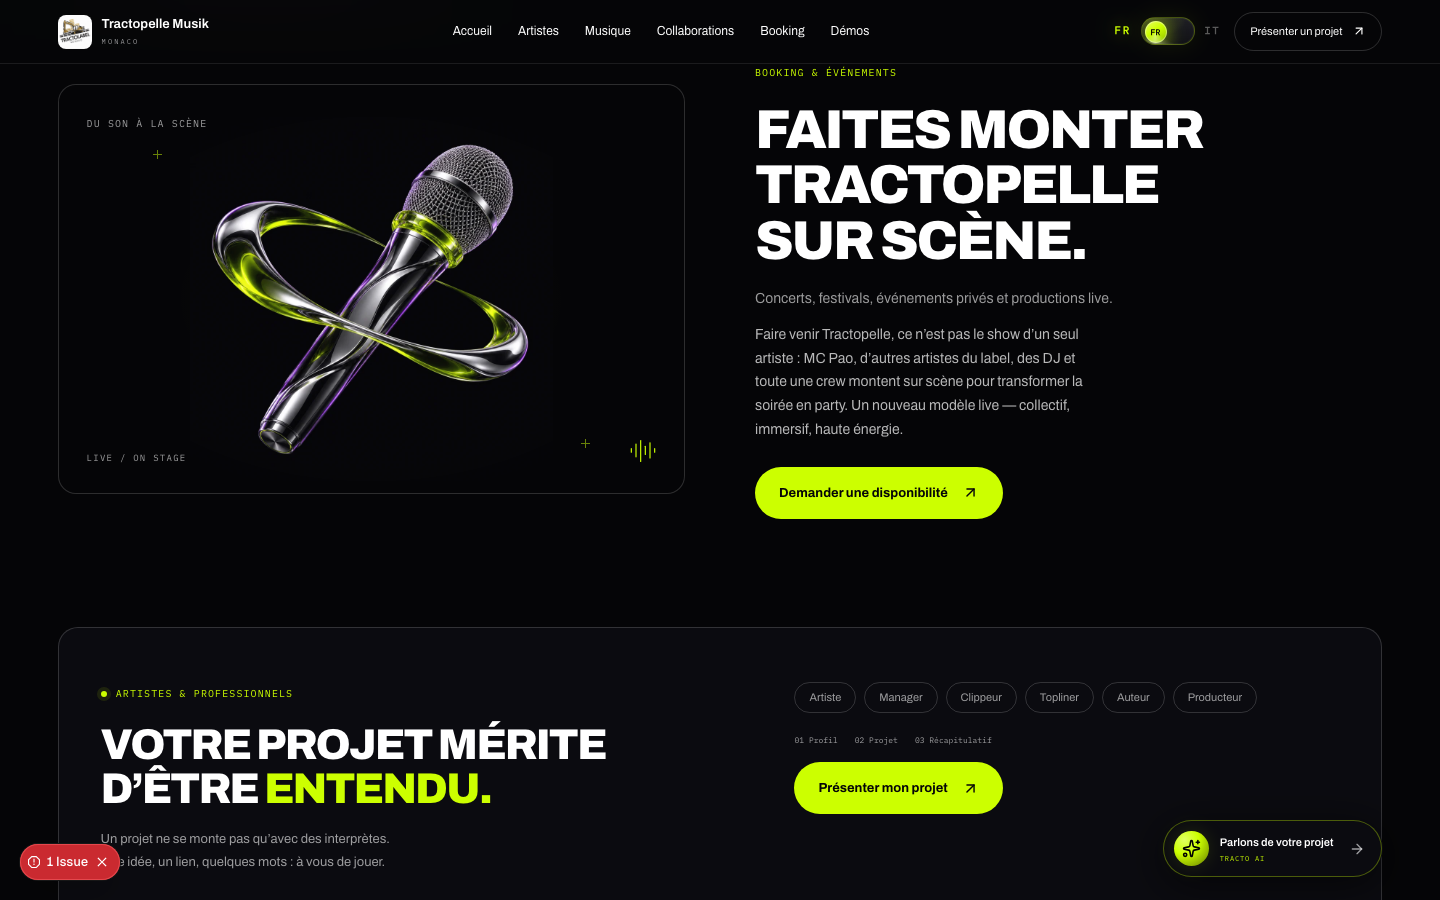 Tractopelle Musik
MONACO
Accueil
Artistes
Musique
Collaborations
Booking
Démos
FR
FR
IT
Présenter un projet
DU SON À LA SCÈNE
LIVE / ON STAGE
BOOKING & ÉVÉNEMENTS
FAITES MONTER
TRACTOPELLE
SUR SCÈNE.
Concerts, festivals, événements privés et productions live.
Faire venir Tractopelle, ce n’est pas le show d’un seul
artiste : MC Pao, d’autres artistes du label, des DJ et
toute une crew montent sur scène pour transformer la
soirée en party. Un nouveau modèle live — collectif,
immersif, haute énergie.
Demander une disponibilité
ARTISTES & PROFESSIONNELS
VOTRE PROJET MÉRITE
D’ÊTRE ENTENDU.
Un projet ne se monte pas qu’avec des interprètes.
idée, un lien, quelques mots : à vous de jouer.
Artiste
Manager
Clippeur
Topliner
Auteur
Producteur
01 Profil
02 Projet
03 Récapitulatif
Présenter mon projet
1 Issue
Parlons de votre projet
TRACTO AI